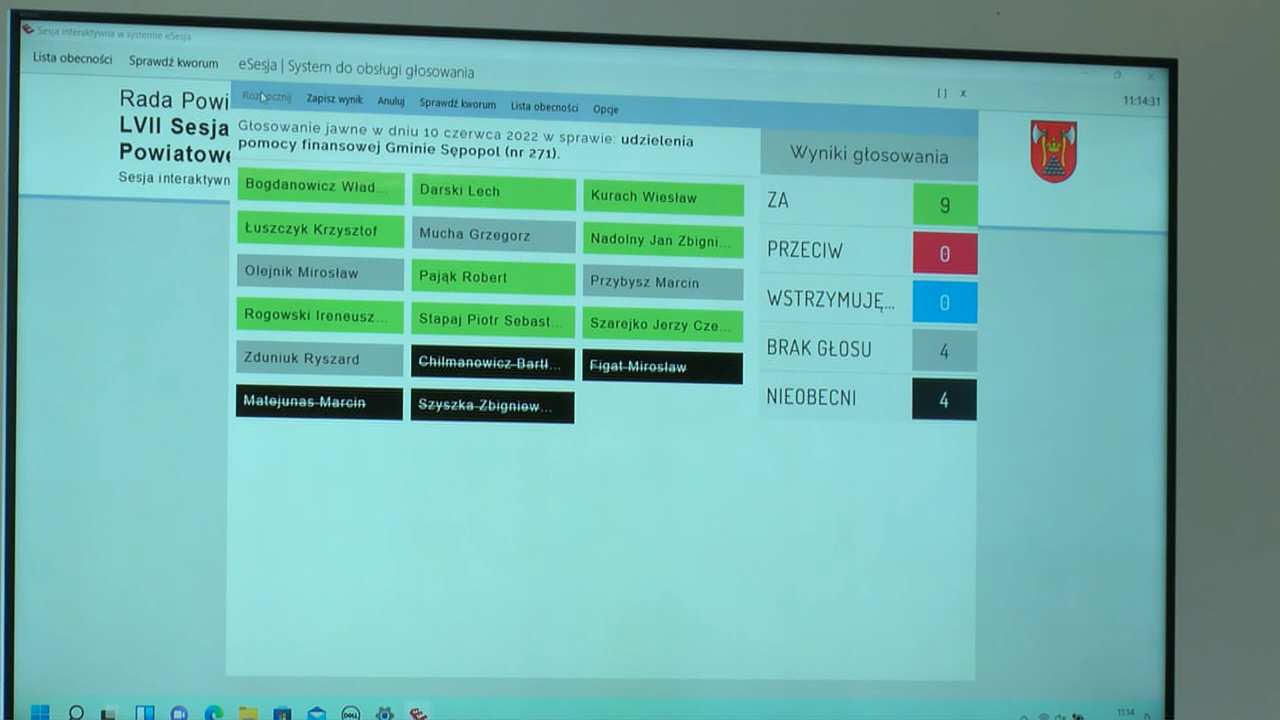 Sesja interaktywna w systemie eSesja
Lista obecności Sprawdź kworum eSesja | System do obsługi głosowania
11:14:31
Rada Powi
LVII Sesja
Powiatowe
Sesja interaktywn
Zapisz wynik Anuluj Sprawdź kworum Lista obecności Opcje [ ] x
Głosowanie jawne w dniu 10 czerwca 2022 w sprawie: udzielenia
pomocy finansowej Gminie Sępopol (nr 271).
Bogdanowicz Wład... Darski Lech Kurach Wiesław
Łuszczyk Krzysztof Mucha Grzegorz Nadolny Jan Zbigni...
Olejnik Mirosław Pająk Robert Przybysz Marcin
Rogowski Ireneusz... Stapaj Piotr Sebast... Szarejko Jerzy Cze...
Zduniuk Ryszard Chilmanowicz Bartł... Figat Mirosław
Matejunas Marcin Szyszka Zbigniew...
Wyniki głosowania
ZA 9
PRZECIW 0
WSTRZYMUJĘ... 0
BRAK GŁOSU 4
NIEOBECNI 4
DELL
11:14